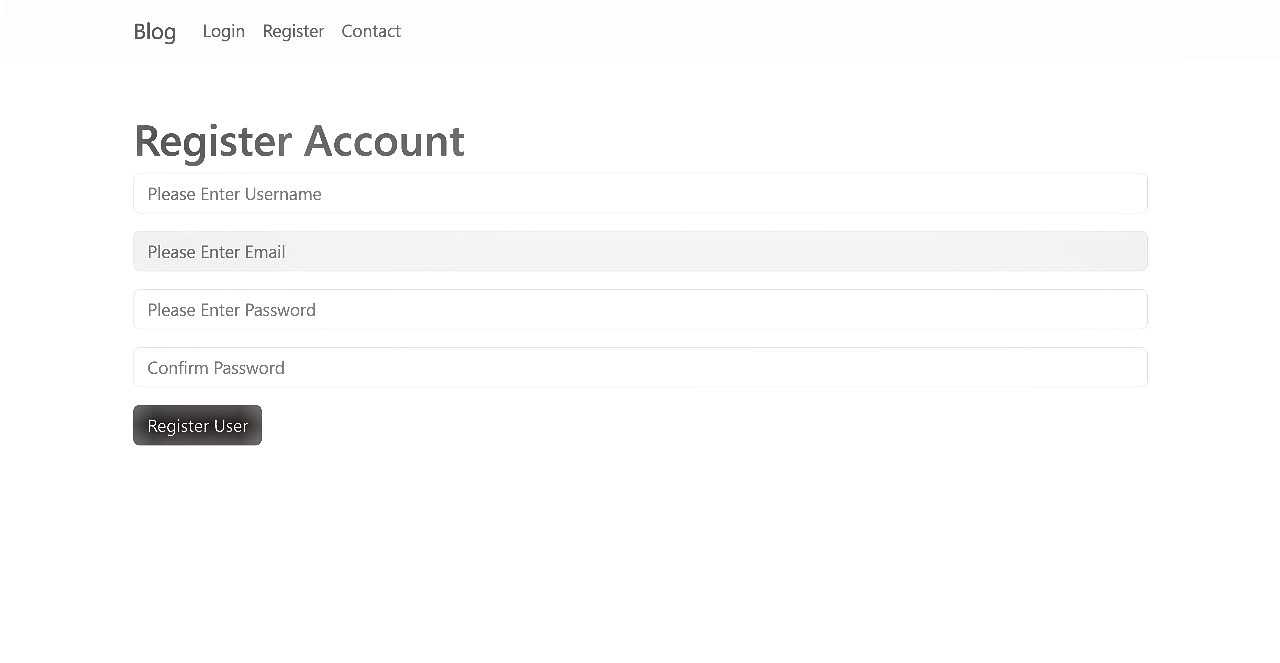 Blog Login Register Contact
Register Account
Please Enter Username
Please Enter Email
Please Enter Password
Confirm Password
Register User